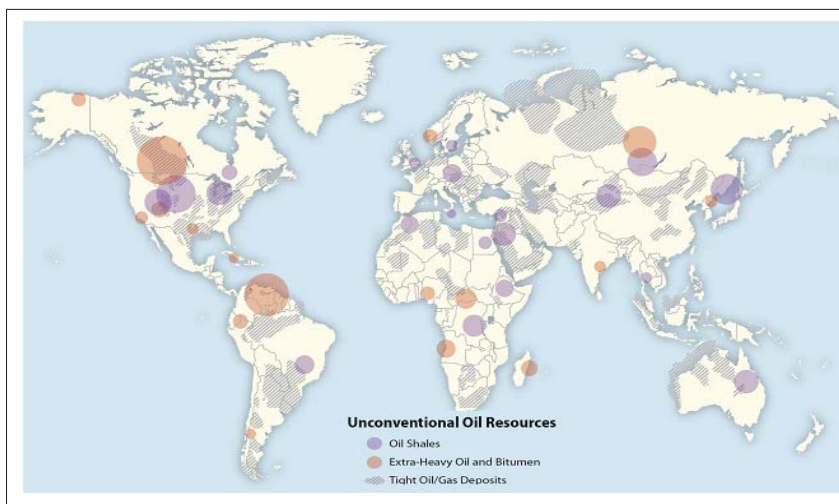 Unconventional Oil Resources
Oil Shales
Extra-Heavy Oil and Bitumen
Tight Oil/Gas Deposits